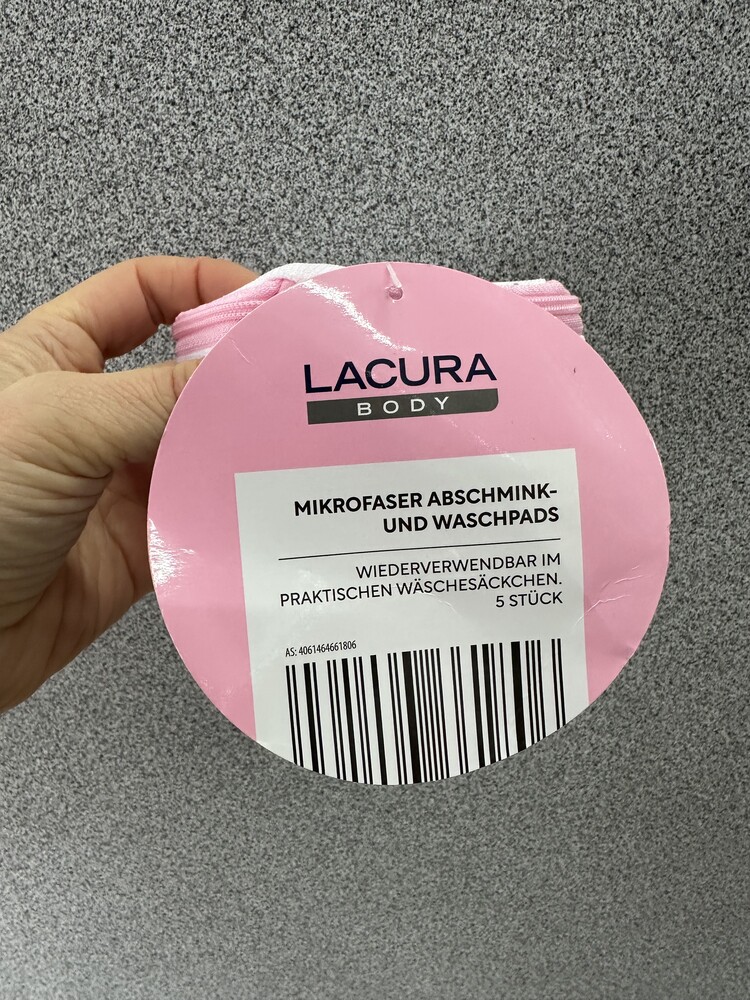 LACURA
BODY
MIKROFASER ABSCHMINK-
UND WASCHPADS
WIEDERVERWENDBAR IM
PRAKTISCHEN WÄSCHESÄCKCHEN.
5 STÜCK
AS: 4061464661806